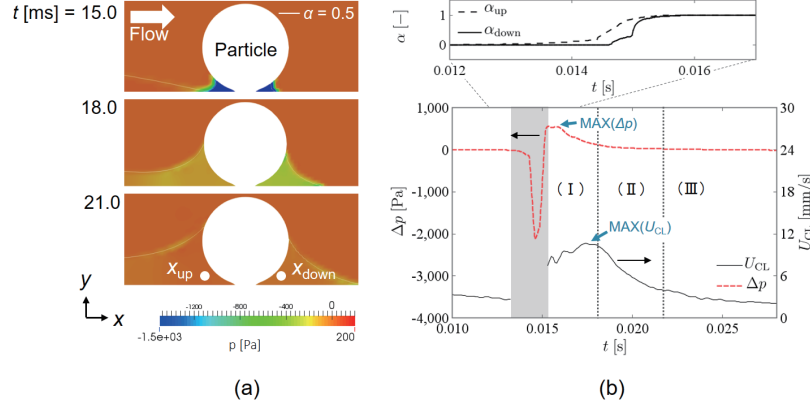 t [ms] = 15.0
Flow
Particle
α = 0.5
18.0
21.0
x_up
x_down
y
x
-1200
-800
-400
0
-1.5e+03
200
p [Pa]
(a)
α [−]
1
0
α_up
α_down
0.012
0.014
0.016
0.017
t [s]
1,000
0
-1,000
-2,000
-3,000
-4,000
Δp [Pa]
30
24
18
12
6
0
U_CL [mm/s]
MAX(Δp)
( I )
( II )
( III )
MAX(U_CL)
U_CL
Δp
0.010
0.015
0.020
0.025
t [s]
(b)